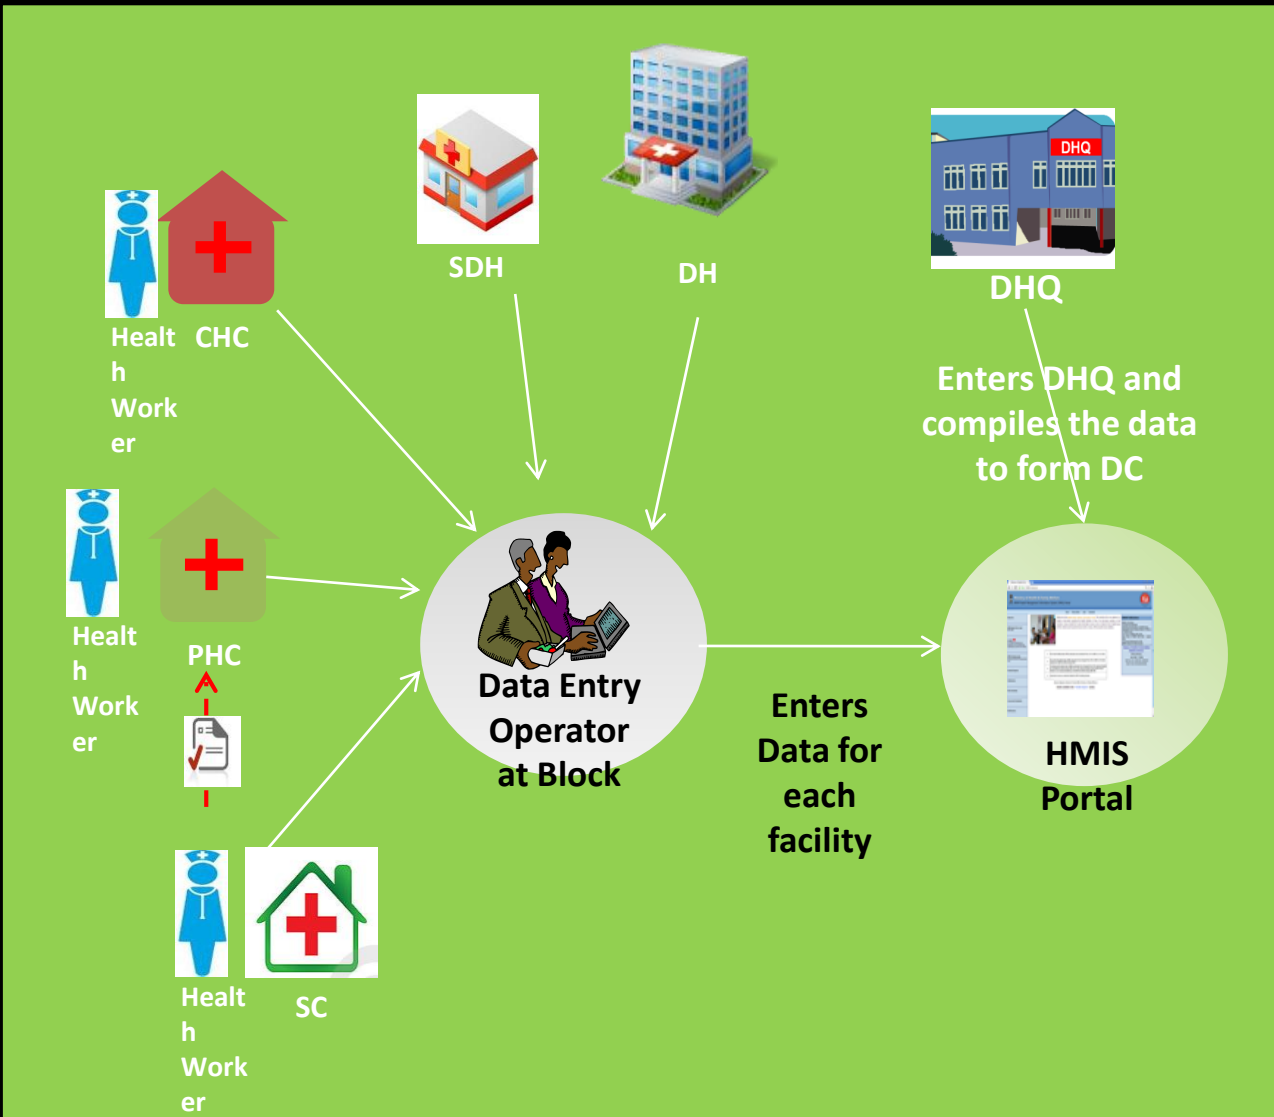 DHQ
SDH
DH
DHQ
Healt
h
Work
er
CHC
Enters DHQ and
compiles the data
to form DC
Healt
h
Work
er
PHC
Data Entry
Operator
at Block
Enters
Data for
each
facility
HMIS
Portal
Healt
h
Work
er
SC